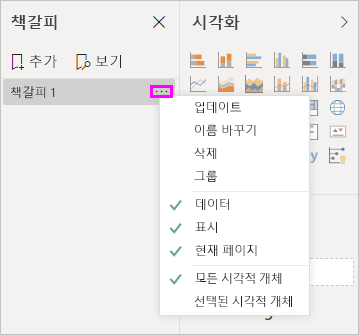 책갈피
시각화
추가
보기
책갈피 1
업데이트
이름 바꾸기
삭제
그룹
데이터
표시
현재 페이지
모든 시각적 개체
선택된 시각적 개체